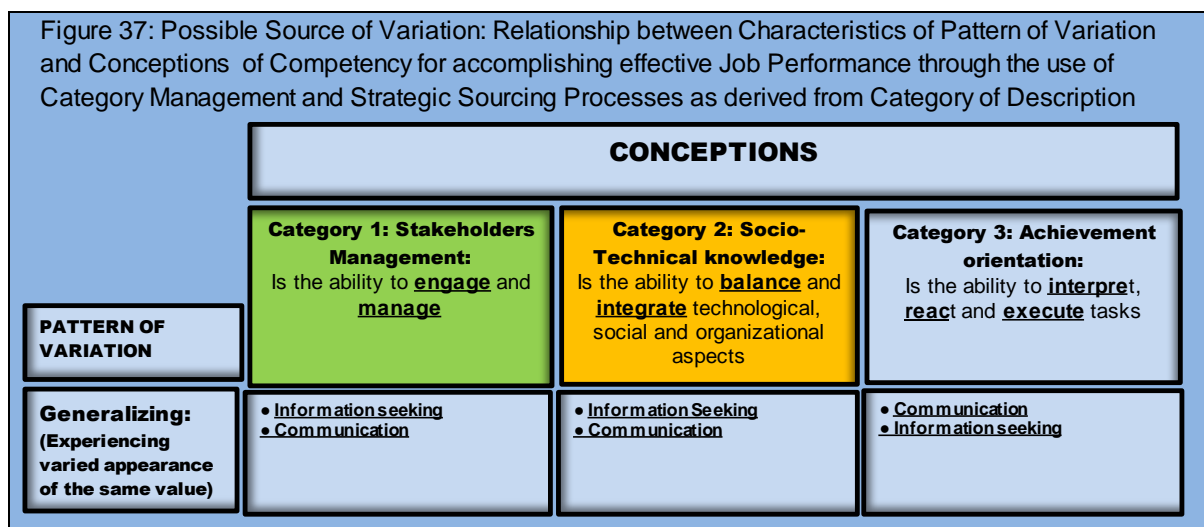 Figure 37: Possible Source of Variation: Relationship between Characteristics of Pattern of Variation
and Conceptions of Competency for accomplishing effective Job Performance through the use of
Category Management and Strategic Sourcing Processes as derived from Category of Description
CONCEPTIONS
PATTERN OF
VARIATION
Category 1: Stakeholders
Management:
Is the ability to engage and
manage
Category 2: Socio-
Technical knowledge:
Is the ability to balance and
integrate technological,
social and organizational
aspects
Category 3: Achievement
orientation:
Is the ability to interpret,
react and execute tasks
Generalizing:
(Experiencing
varied appearance
of the same value)
● Information seeking
● Communication
● Information Seeking
● Communication
● Communication
● Information seeking